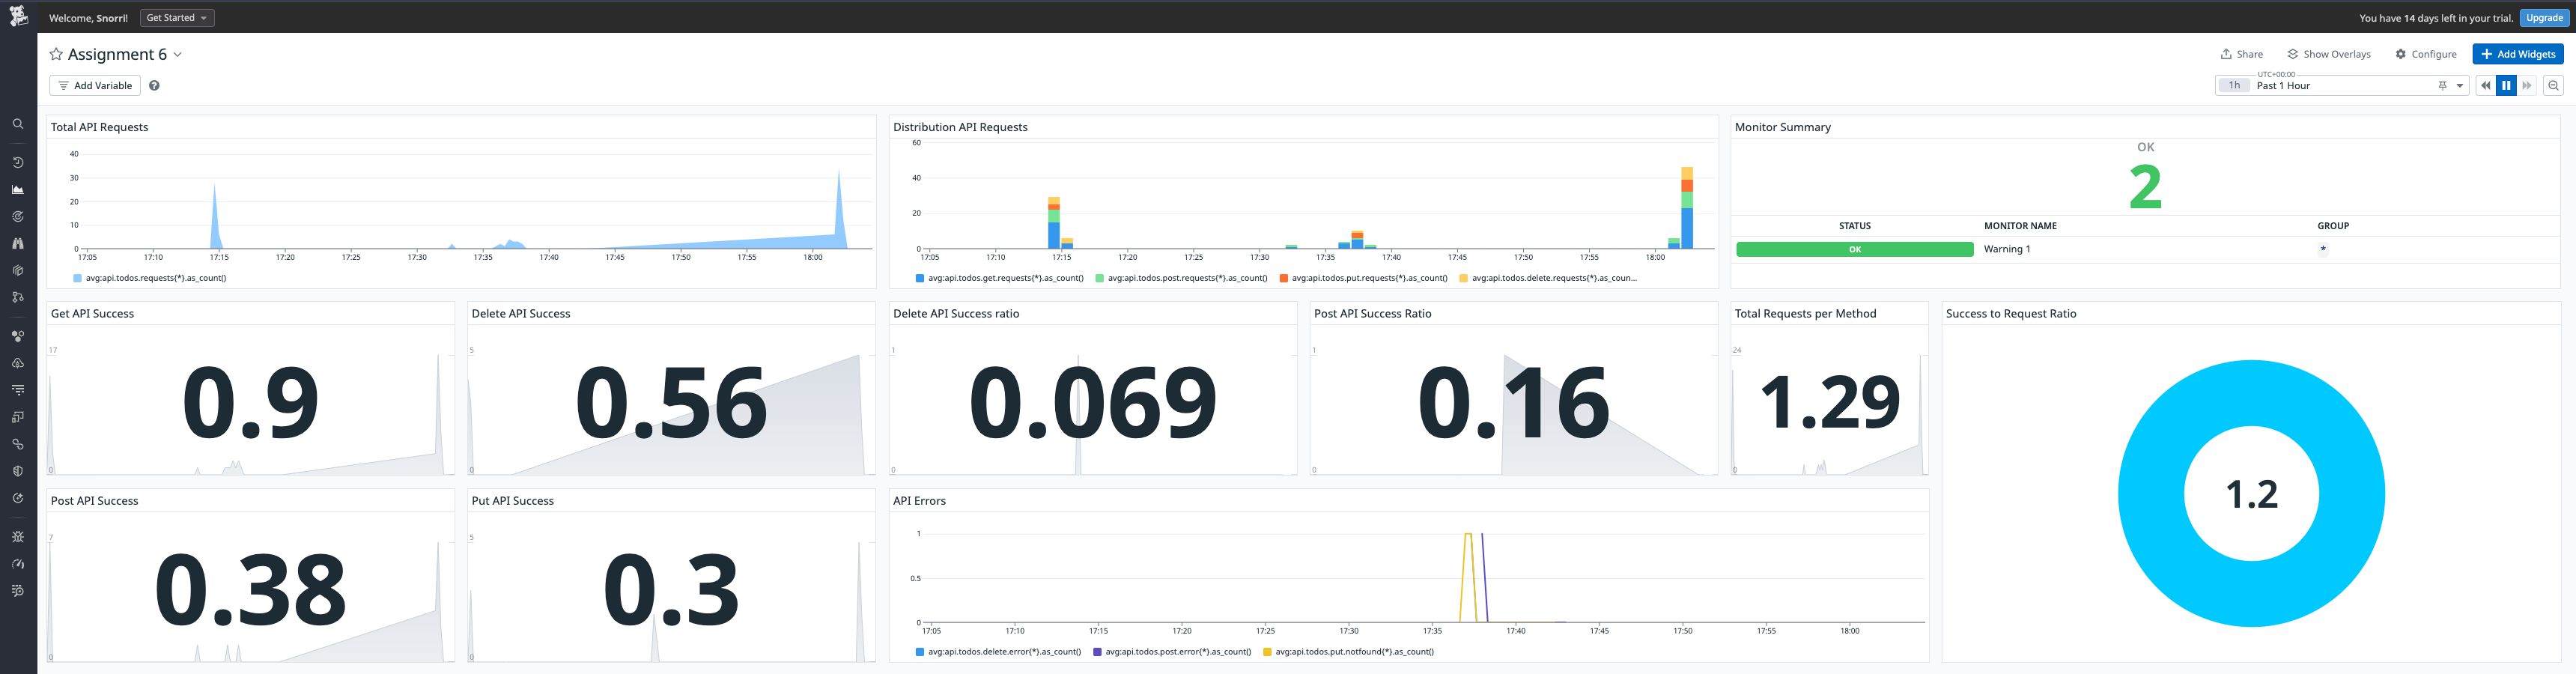 Welcome, Snorri!
Get Started
You have 14 days left in your trial.
Upgrade
Assignment 6
Share
Show Overlays
Configure
+ Add Widgets
Add Variable
?
1h
UTC+00:00
Past 1 Hour
Total API Requests
40
30
20
10
0
17:05 17:10 17:15 17:20 17:25 17:30 17:35 17:40 17:45 17:50 17:55 18:00
avg:api.todos.requests{*}.as_count()
Distribution API Requests
60
40
20
0
17:05 17:10 17:15 17:20 17:25 17:30 17:35 17:40 17:45 17:50 17:55 18:00
avg:api.todos.get.requests{*}.as_count() avg:api.todos.post.requests{*}.as_count() avg:api.todos.put.requests{*}.as_count() avg:api.todos.delete.requests{*}.as_coun...
Monitor Summary
OK
2
STATUS MONITOR NAME GROUP
OK Warning 1 *
Get API Success
17
0.9
0
Delete API Success
5
0.56
0
Delete API Success ratio
1
0.069
0
Post API Success Ratio
1
0.16
0
Total Requests per Method
24
1.29
0
Success to Request Ratio
1.2
Post API Success
7
0.38
0
Put API Success
5
0.3
0
API Errors
1
0.5
0
17:05 17:10 17:15 17:20 17:25 17:30 17:35 17:40 17:45 17:50 17:55 18:00
avg:api.todos.delete.error{*}.as_count() avg:api.todos.post.error{*}.as_count() avg:api.todos.put.notfound{*}.as_count()